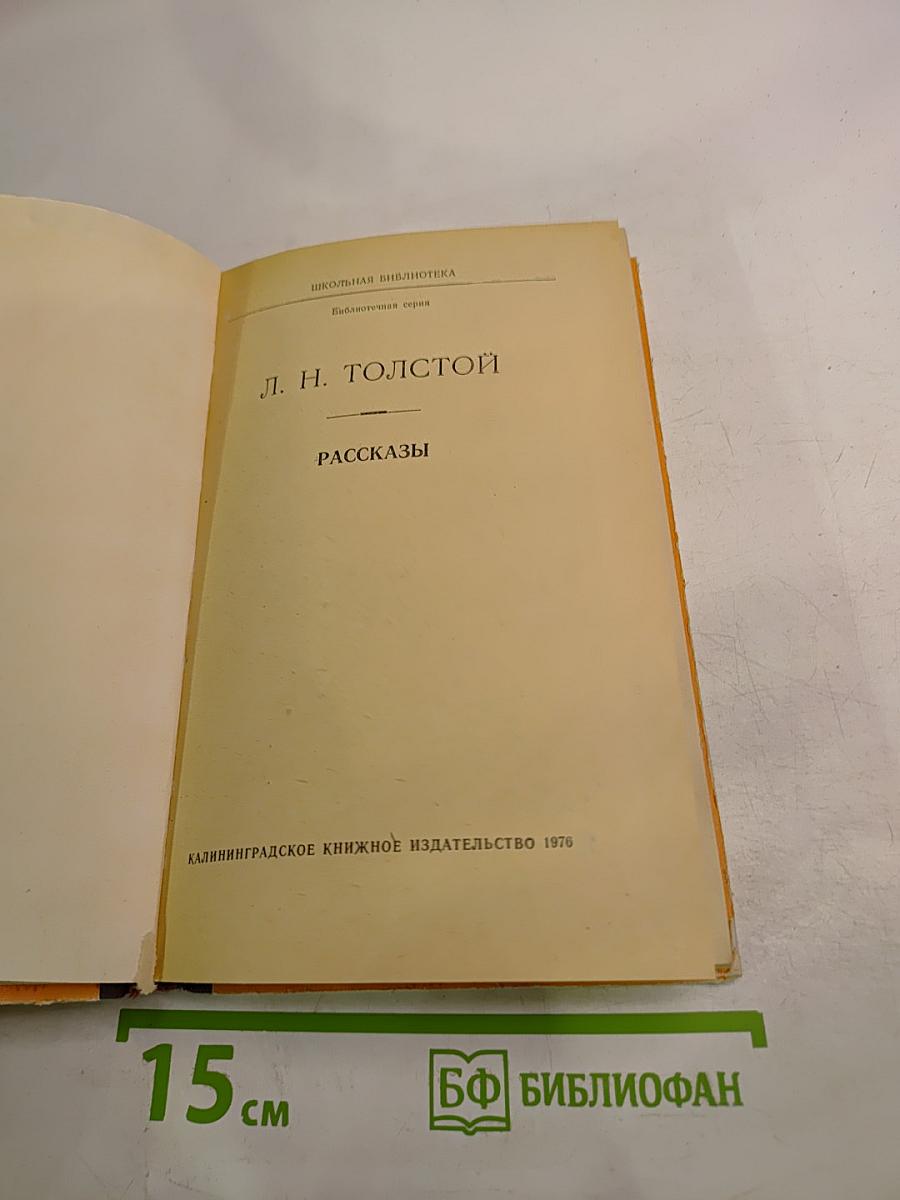 ШКОЛЬНАЯ БИБЛИОТЕКА
Библиотечная серия
Л. Н. ТОЛСТОЙ
РАССКАЗЫ
КАЛИНИНГРАДСКОЕ КНИЖНОЕ ИЗДАТЕЛЬСТВО 1976
15 см
БФ БИБЛИОФАН